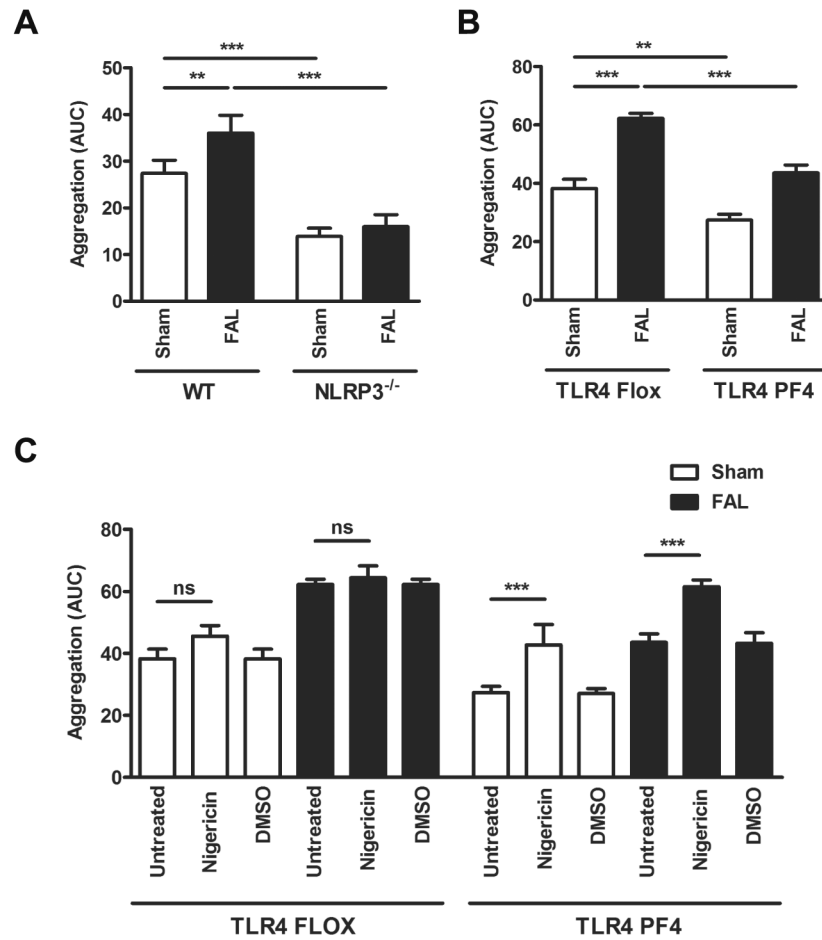 A
***
** ***
Aggregation (AUC)
50
40
30
20
10
0
Sham FAL Sham FAL
WT NLRP3-/-
B
**
*** ***
Aggregation (AUC)
80
60
40
20
0
Sham FAL Sham FAL
TLR4 Flox TLR4 PF4
C
Sham
FAL
Aggregation (AUC)
80
60
40
20
0
ns ns *** ***
Untreated Nigericin DMSO Untreated Nigericin DMSO Untreated Nigericin DMSO Untreated Nigericin DMSO
TLR4 FLOX TLR4 PF4